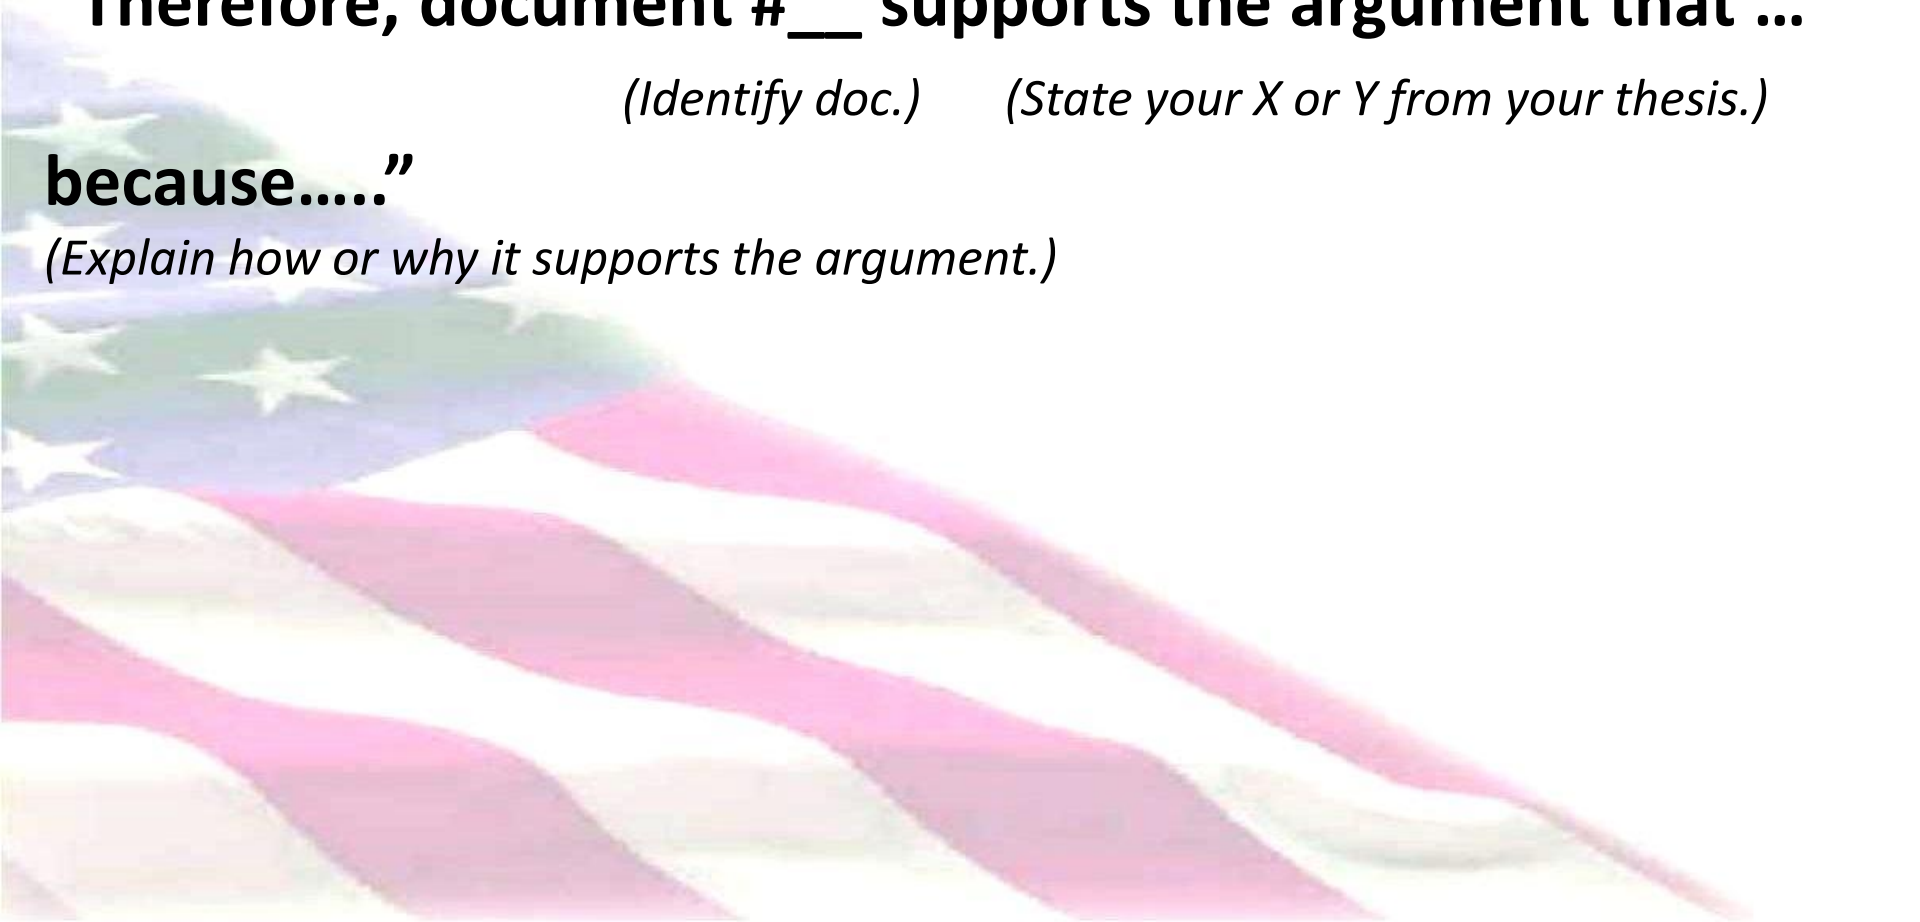 Therefore, document #__ supports the argument that …
(Identify doc.) (State your X or Y from your thesis.)
because…..”
(Explain how or why it supports the argument.)